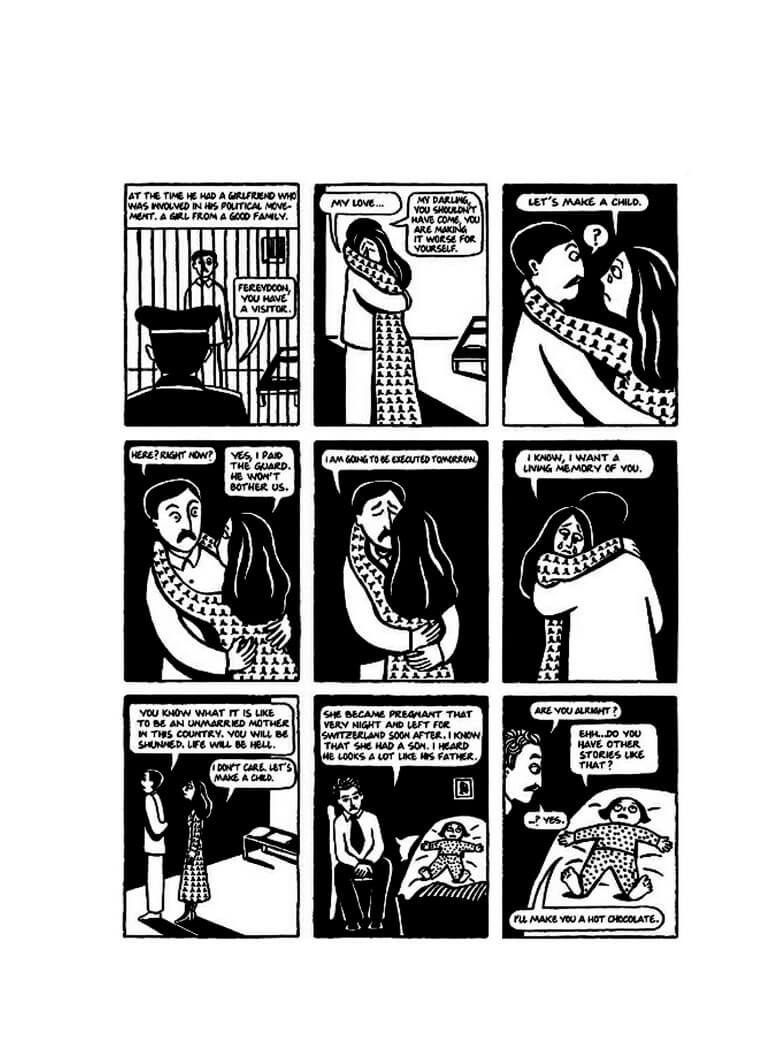 AT THE TIME HE HAD A GIRLFRIEND WHO
WAS INVOLVED IN HIS POLITICAL MOVE-
MENT. A GIRL FROM A GOOD FAMILY.
FEREYDOON,
YOU HAVE
A VISITOR.
MY LOVE...
MY DARLING,
YOU SHOULDN'T
HAVE COME, YOU
ARE MAKING
IT WORSE FOR
YOURSELF.
LET'S MAKE A CHILD.
?
HERE? RIGHT NOW?
YES, I PAID
THE GUARD.
HE WON'T
BOTHER US.
I AM GOING TO BE EXECUTED TOMORROW.
I KNOW, I WANT A
LIVING MEMORY OF YOU.
YOU KNOW WHAT IT IS LIKE
TO BE AN UNMARRIED MOTHER
IN THIS COUNTRY. YOU WILL BE
SHUNNED. LIFE WILL BE HELL.
I DON'T CARE. LET'S
MAKE A CHILD.
SHE BECAME PREGNANT THAT
VERY NIGHT AND LEFT FOR
SWITZERLAND SOON AFTER. I KNOW
THAT SHE HAD A SON. I HEARD
HE LOOKS A LOT LIKE HIS FATHER.
ARE YOU ALRIGHT?
EHH...DO YOU
HAVE OTHER
STORIES LIKE
THAT?
...? YES.
I'LL MAKE YOU A HOT CHOCOLATE.